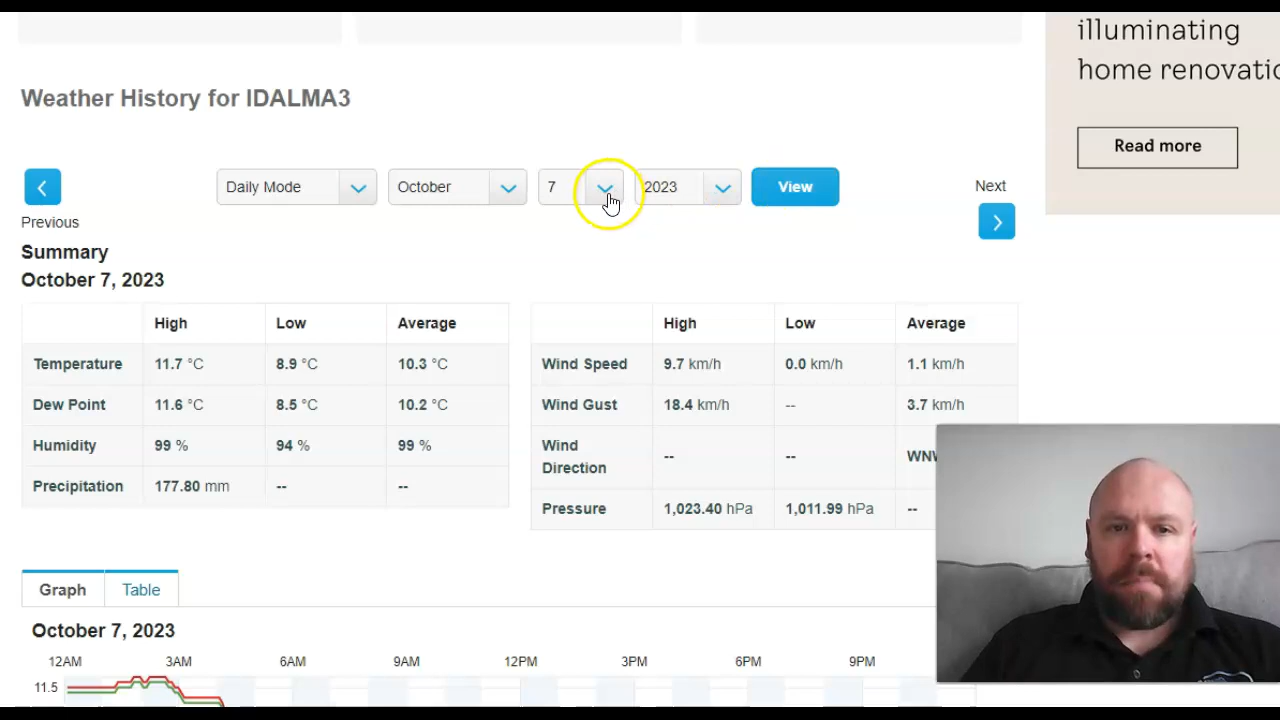 illuminating
home renovatio
Read more
Weather History for IDALMA3
Daily Mode October 7 2023 View
Previous
Next
Summary
October 7, 2023
High Low Average
Temperature 11.7 °C 8.9 °C 10.3 °C
Dew Point 11.6 °C 8.5 °C 10.2 °C
Humidity 99 % 94 % 99 %
Precipitation 177.80 mm -- --
High Low Average
Wind Speed 9.7 km/h 0.0 km/h 1.1 km/h
Wind Gust 18.4 km/h -- 3.7 km/h
Wind
Direction -- -- WNW
Pressure 1,023.40 hPa 1,011.99 hPa --
Graph Table
October 7, 2023
12AM 3AM 6AM 9AM 12PM 3PM 6PM 9PM
11.5